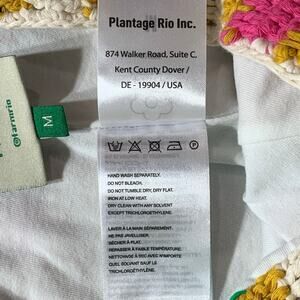 Plantage Rio Inc.
874 Walker Road, Suite C,
Kent County Dover /
DE - 19904 / USA
@farmrio
M
HAND WASH SEPARATELY.
DO NOT BLEACH.
DO NOT TUMBLE DRY, DRY FLAT.
IRON AT LOW HEAT.
DRY CLEAN WITH ANY SOLVENT
EXCEPT TRICHLOROETHYLENE.
LAVER À LA MAIN SÉPARÉMENT.
NE PAS JAVELLISER.
SÉCHER À PLAT.
REPASSER À FAIBLE TEMPÉRATURE.
NETTOYAGE À SEC AVEC N'IMPORTE
QUEL SOLVANT SAUF LE
TRICHLOROÉTHYLÈNE.